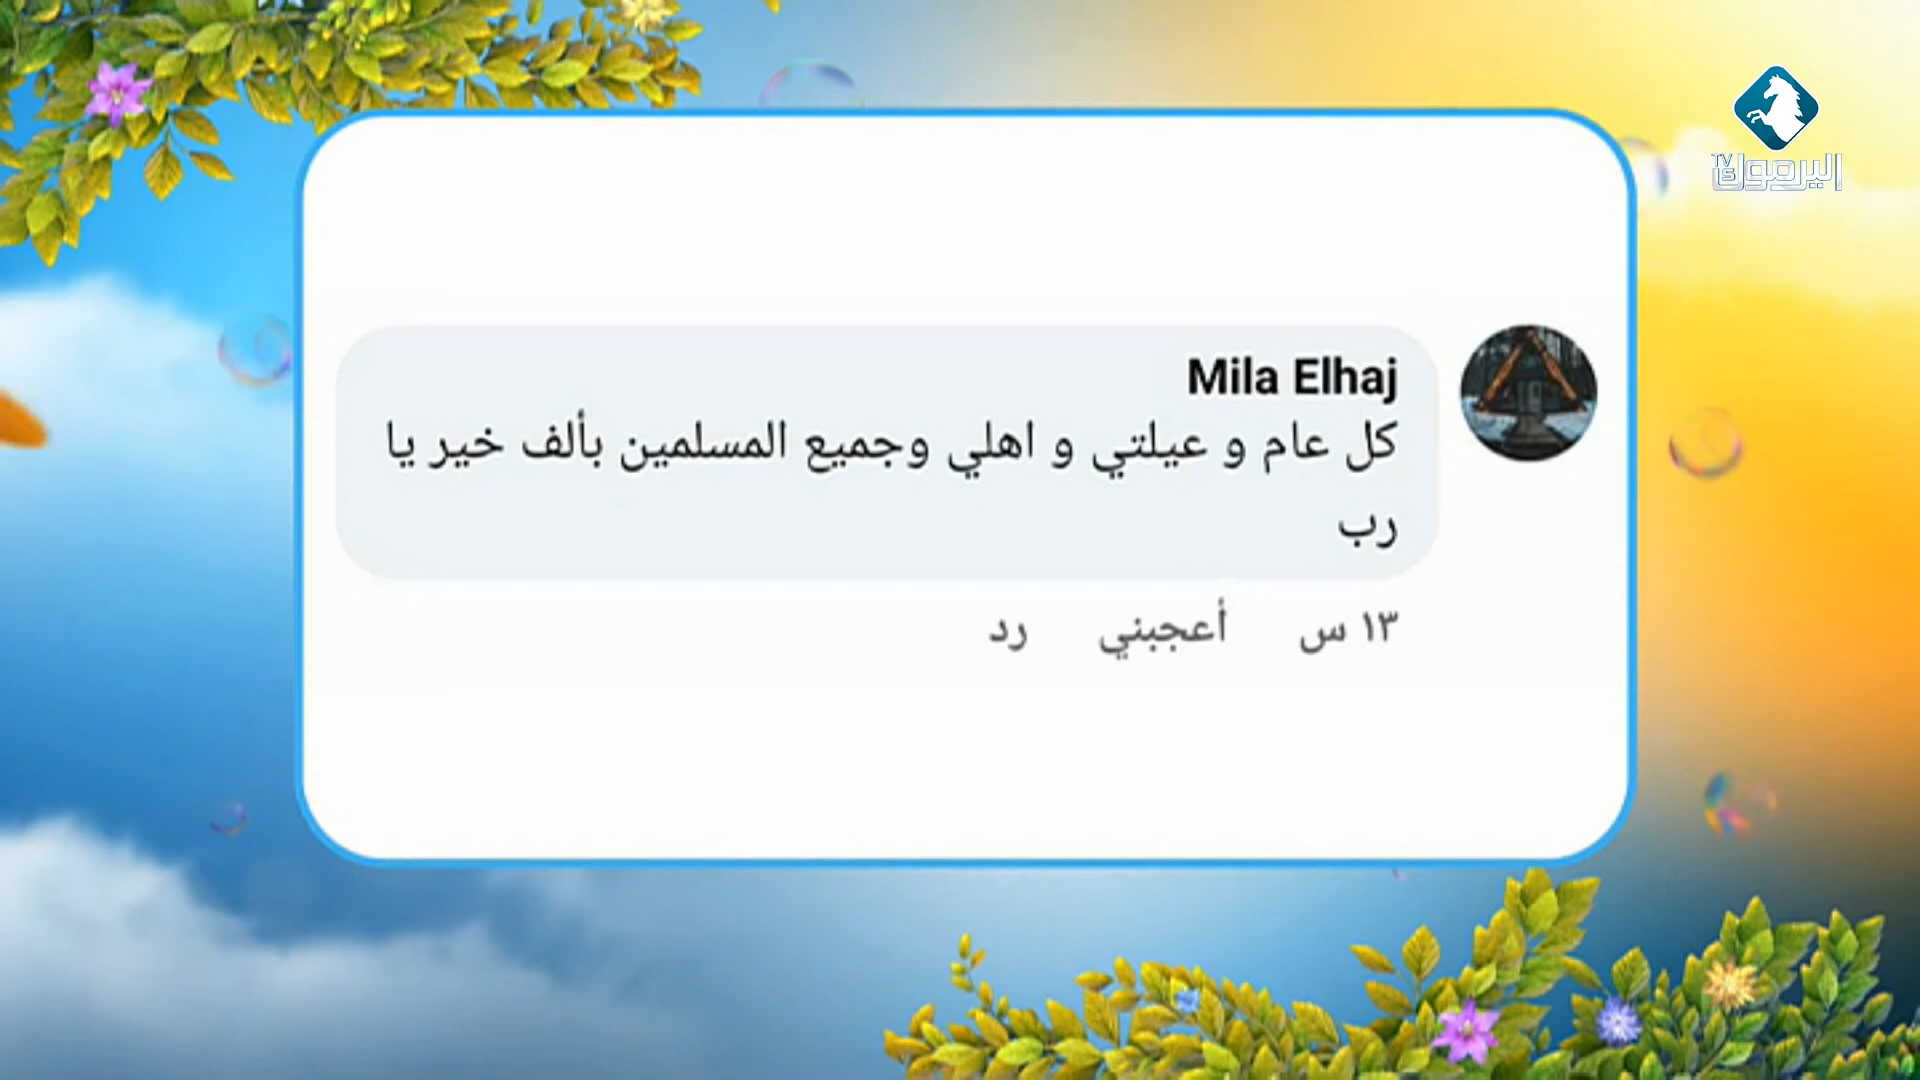 اليرموك
TV
Mila Elhaj
كل عام و عيلتي و اهلي وجميع المسلمين بألف خير يا
رب
١٣ س أعجبني رد